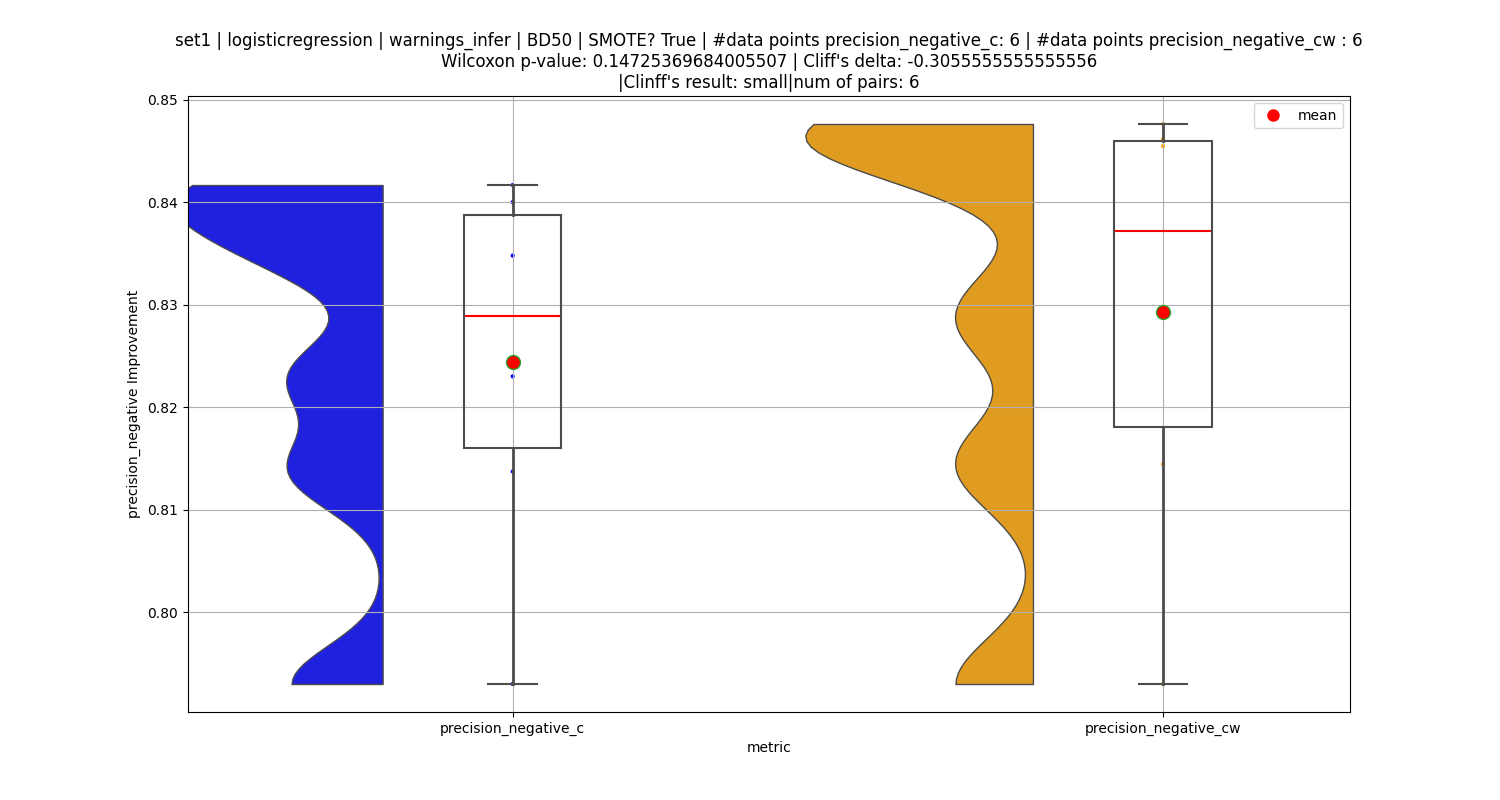 set1 | logisticregression | warnings_infer | BD50 | SMOTE? True | #data points precision_negative_c: 6 | #data points precision_negative_cw : 6
Wilcoxon p-value: 0.14725369684005507 | Cliff's delta: -0.3055555555555556
|Clinff's result: small|num of pairs: 6
mean
precision_negative Improvement
0.85
0.84
0.83
0.82
0.81
0.80
precision_negative_c
precision_negative_cw
metric